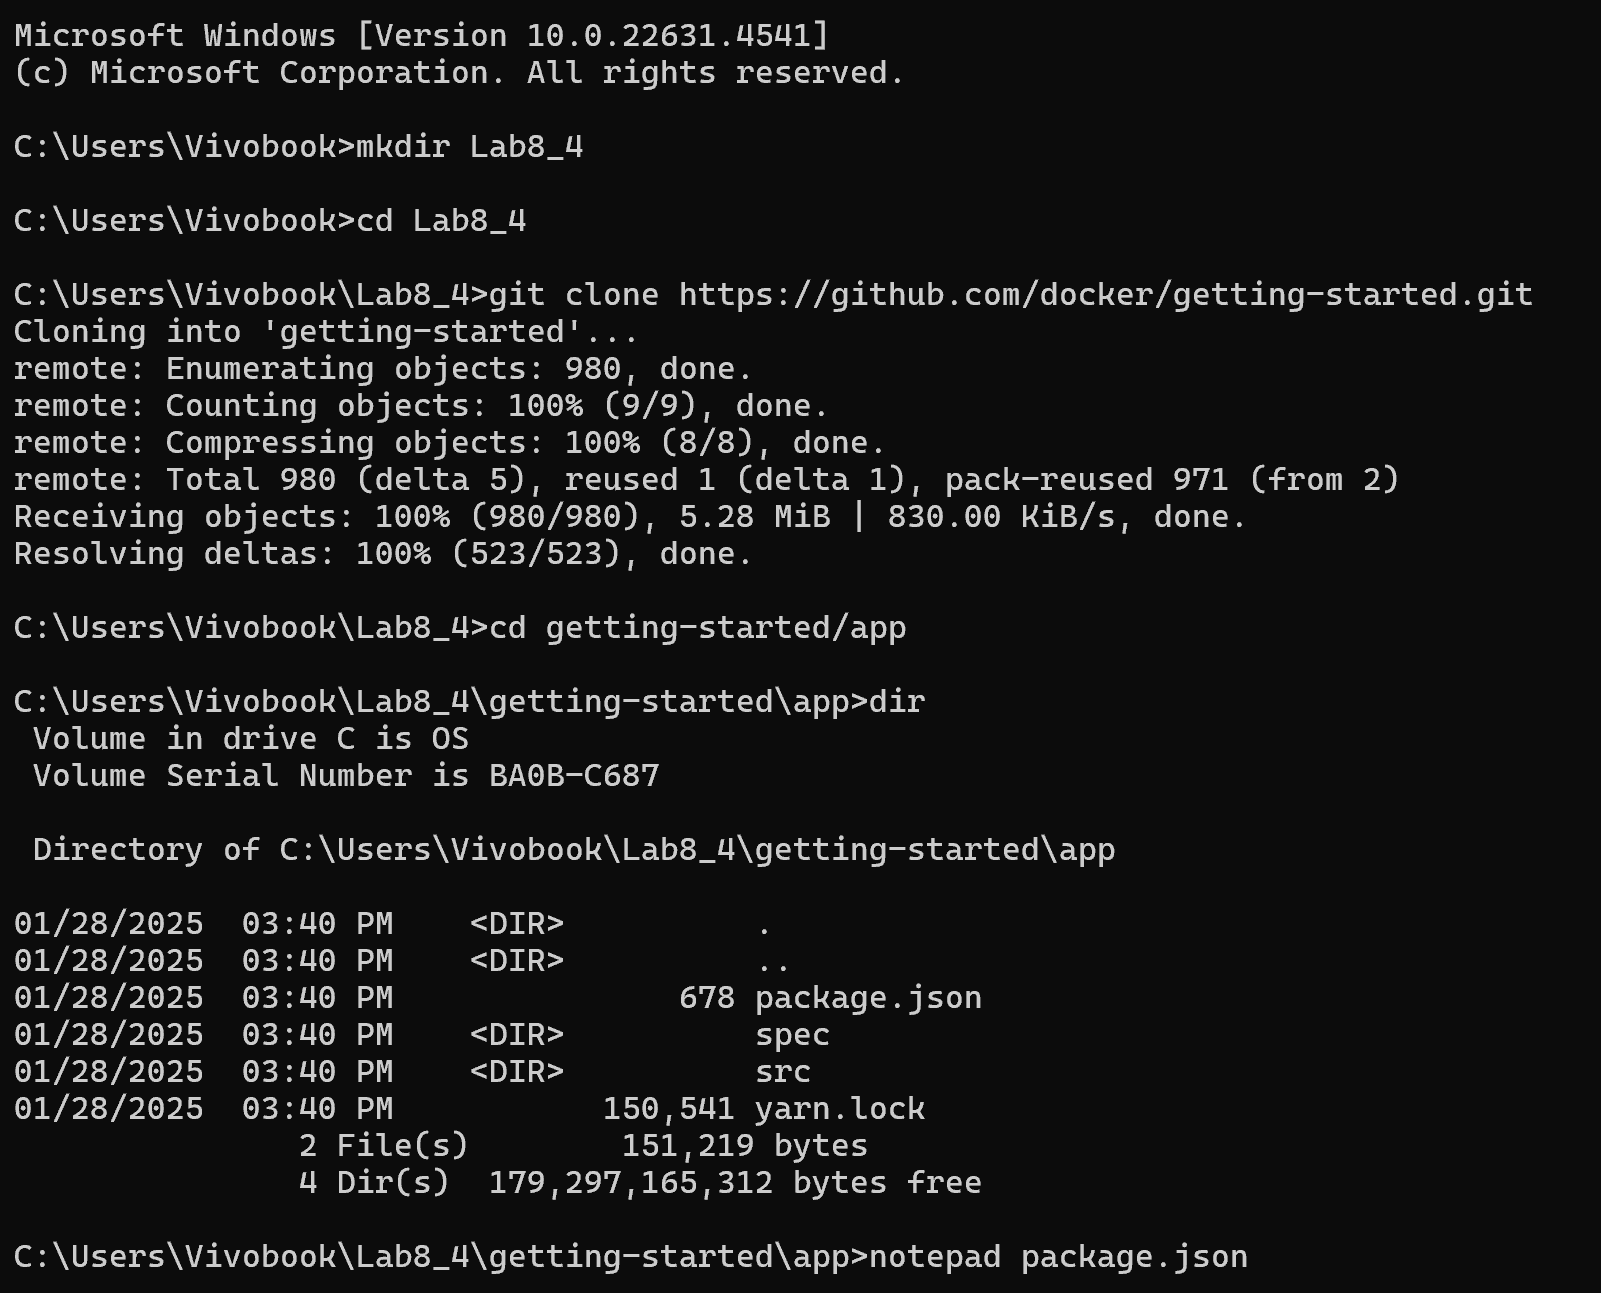 Microsoft Windows [Version 10.0.22631.4541]
(c) Microsoft Corporation. All rights reserved.
C:\Users\Vivobook>mkdir Lab8_4
C:\Users\Vivobook>cd Lab8_4
C:\Users\Vivobook\Lab8_4>git clone https://github.com/docker/getting-started.git
Cloning into 'getting-started'...
remote: Enumerating objects: 980, done.
remote: Counting objects: 100% (9/9), done.
remote: Compressing objects: 100% (8/8), done.
remote: Total 980 (delta 5), reused 1 (delta 1), pack-reused 971 (from 2)
Receiving objects: 100% (980/980), 5.28 MiB | 830.00 KiB/s, done.
Resolving deltas: 100% (523/523), done.
C:\Users\Vivobook\Lab8_4>cd getting-started/app
C:\Users\Vivobook\Lab8_4\getting-started\app>dir
 Volume in drive C is OS
 Volume Serial Number is BA0B-C687
 Directory of C:\Users\Vivobook\Lab8_4\getting-started\app
01/28/2025  03:40 PM    <DIR>          .
01/28/2025  03:40 PM    <DIR>          ..
01/28/2025  03:40 PM               678 package.json
01/28/2025  03:40 PM    <DIR>          spec
01/28/2025  03:40 PM    <DIR>          src
01/28/2025  03:40 PM           150,541 yarn.lock
               2 File(s)        151,219 bytes
               4 Dir(s)  179,297,165,312 bytes free
C:\Users\Vivobook\Lab8_4\getting-started\app>notepad package.json